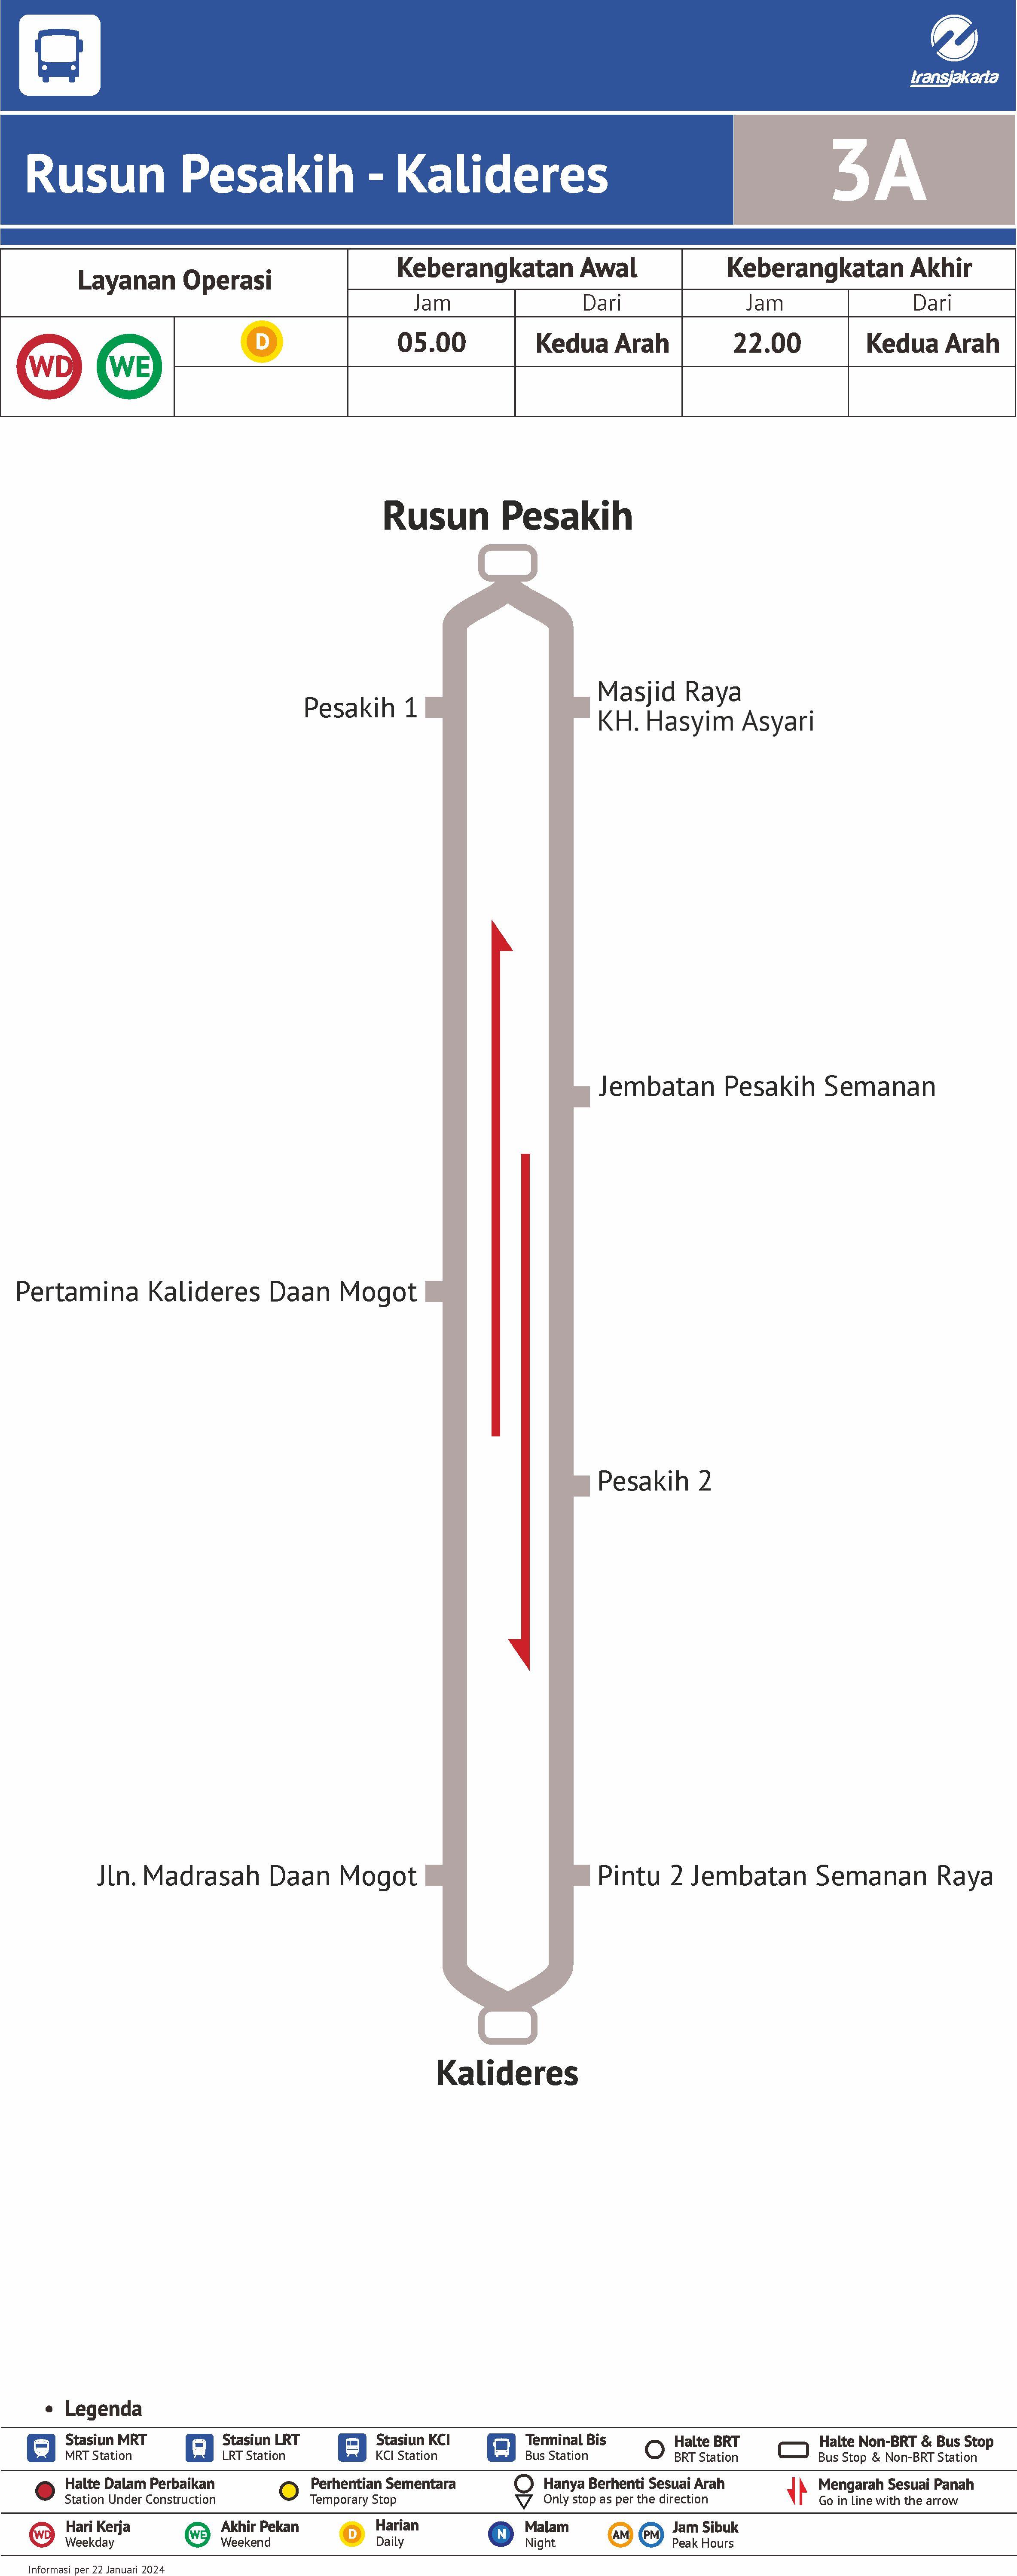 transjakarta
Rusun Pesakih - Kalideres
3A
Layanan Operasi
Keberangkatan Awal
Keberangkatan Akhir
Jam
Dari
Jam
Dari
WD
WE
D
05.00
Kedua Arah
22.00
Kedua Arah
Rusun Pesakih
Pesakih 1
Masjid Raya
KH. Hasyim Asyari
Jembatan Pesakih Semanan
Pertamina Kalideres Daan Mogot
Pesakih 2
Jln. Madrasah Daan Mogot
Pintu 2 Jembatan Semanan Raya
Kalideres
• Legenda
Stasiun MRT
MRT Station
Stasiun LRT
LRT Station
Stasiun KCI
KCI Station
Terminal Bis
Bus Station
Halte BRT
BRT Station
Halte Non-BRT & Bus Stop
Bus Stop & Non-BRT Station
Halte Dalam Perbaikan
Station Under Construction
Perhentian Sementara
Temporary Stop
Hanya Berhenti Sesuai Arah
Only stop as per the direction
Mengarah Sesuai Panah
Go in line with the arrow
WD
Hari Kerja
Weekday
WE
Akhir Pekan
Weekend
D
Harian
Daily
N
Malam
Night
AM
PM
Jam Sibuk
Peak Hours
Informasi per 22 Januari 2024